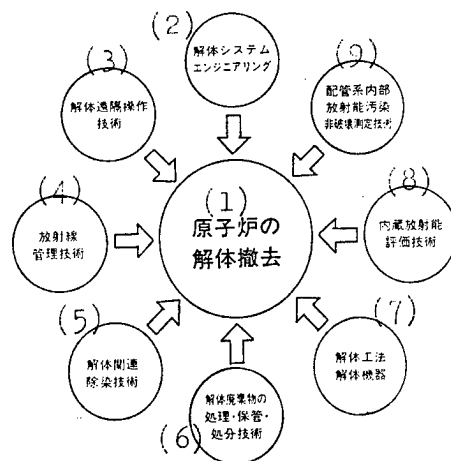 (1)
原子炉の
解体撤去
(2)
解体システム
エンジニアリング
(3)
解体遠隔操作
技術
(4)
放射線
管理技術
(5)
解体関連
除染技術
(6)
解体廃棄物の
処理・保管・
処分技術
(7)
解体工法
解体機器
(8)
内蔵放射能
評価技術
(9)
配管系内部
放射能汚染
非破壊測定技術